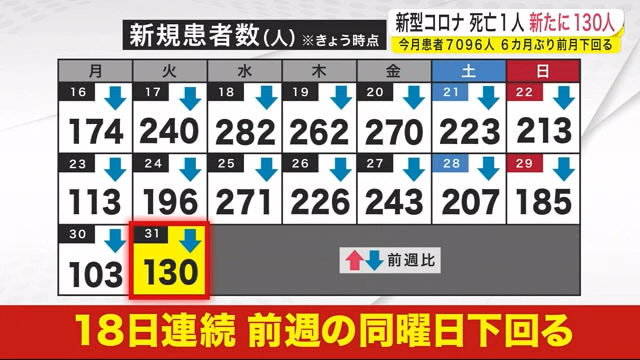 新規患者数(人) ※きょう時点
新型コロナ 死亡1人 新たに130人
今月患者7096人 6カ月ぶり前月下回る
月 火 水 木 金 土 日
16 17 18 19 20 21 22
174 240 282 262 270 223 213
23 24 25 26 27 28 29
113 196 271 226 243 207 185
30 31
103 130
前週比
18日連続 前週の同曜日下回る